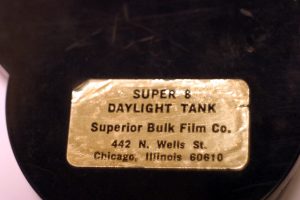 SUPER 8
DAYLIGHT TANK
Superior Bulk Film Co.
442 N. Wells St.
Chicago, Illinois 60610